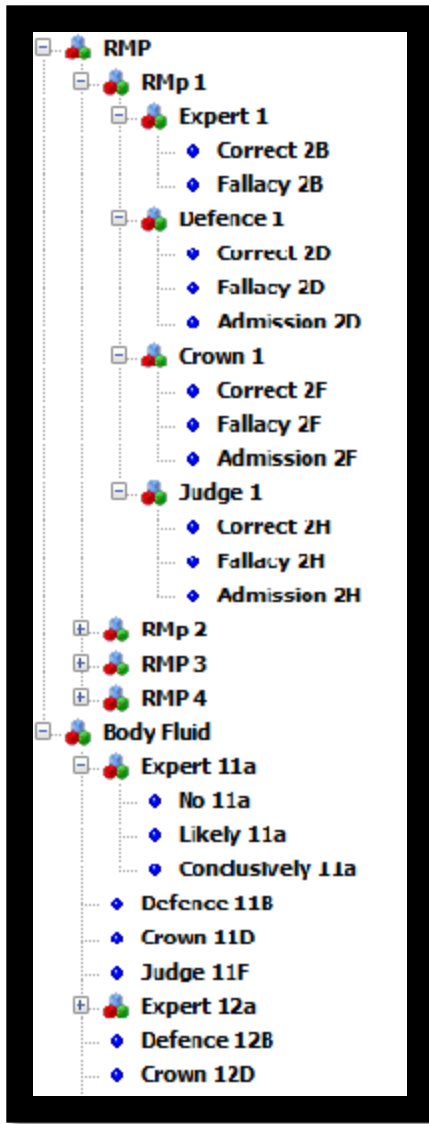 RMP
RMp 1
Expert 1
Correct 2B
Fallacy 2B
Defence 1
Correct 2D
Fallacy 2D
Admission 2D
Crown 1
Correct 2F
Fallacy 2F
Admission 2F
Judge 1
Correct 2H
Fallacy 2H
Admission 2H
RMp 2
RMP 3
RMP 4
Body Fluid
Expert 11a
No 11a
Likely 11a
Conclusively 11a
Defence 11B
Crown 11D
Judge 11F
Expert 12a
Defence 12B
Crown 12D